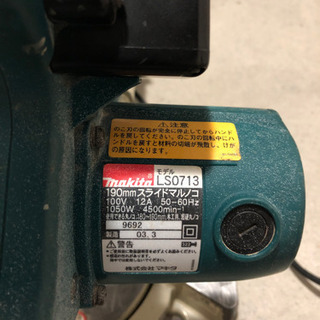 注意
のこ刃の回転が完全に停止してからハンド
ルを戻してください。のこ刃の回転中にハ
ンドルを戻すと材料の切端が飛散し、けが
の原因になります。
makita モデル LS0713
190mmスライドマルノコ
100V 12A 50-60Hz
1050W 4500min⁻¹
9692
製造 03.3
警告
株式会社マキタ